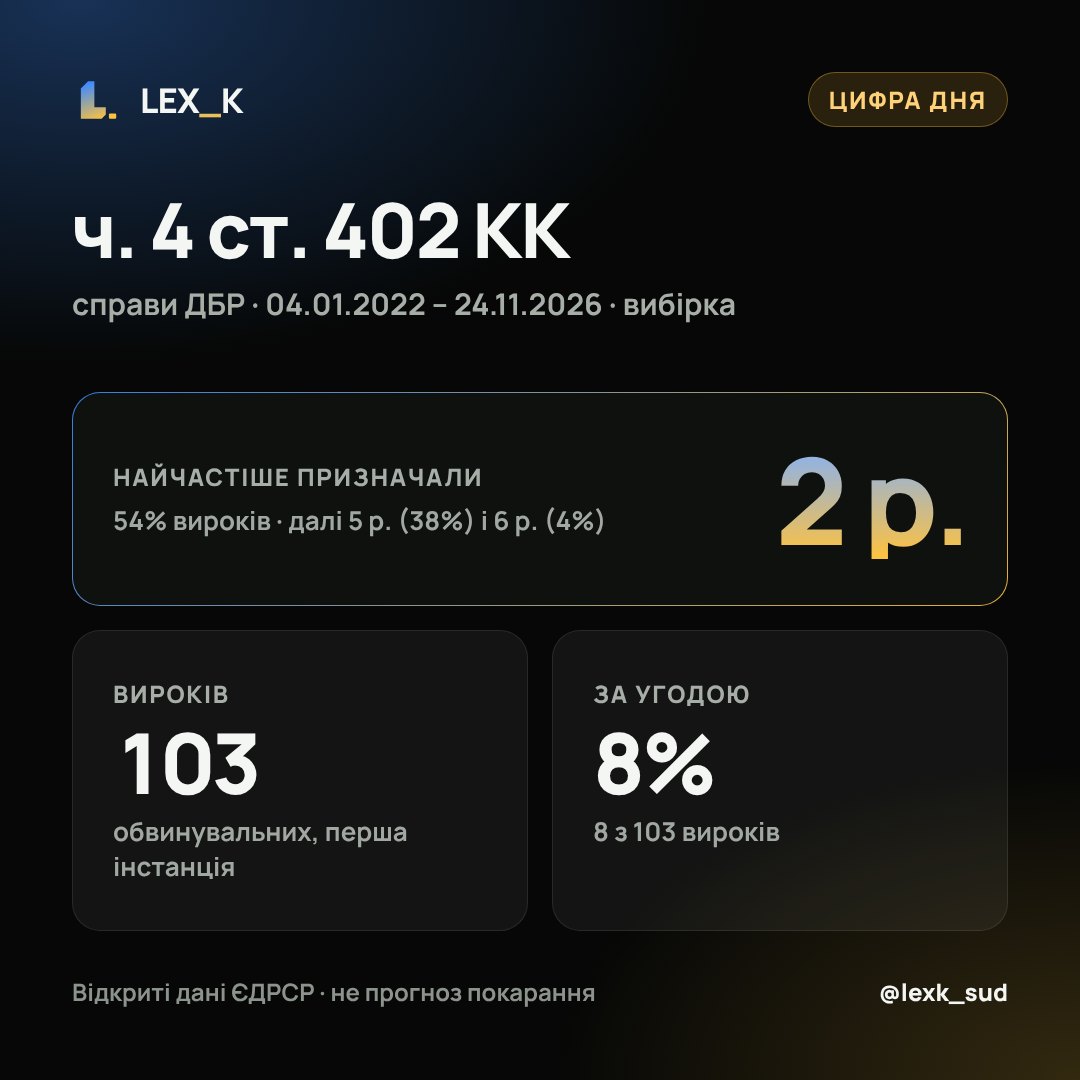 LEX_K
ЦИФРА ДНЯ
ч. 4 ст. 402 КК
справи ДБР · 04.01.2022 – 24.11.2026 · вибірка
НАЙЧАСТІШЕ ПРИЗНАЧАЛИ
54% вироків · далі 5 р. (38%) і 6 р. (4%)
2 р.
ВИРОКІВ
103
обвинувальних, перша
інстанція
ЗА УГОДОЮ
8%
8 з 103 вироків
Відкриті дані ЄДРСР · не прогноз покарання
@lexk_sud